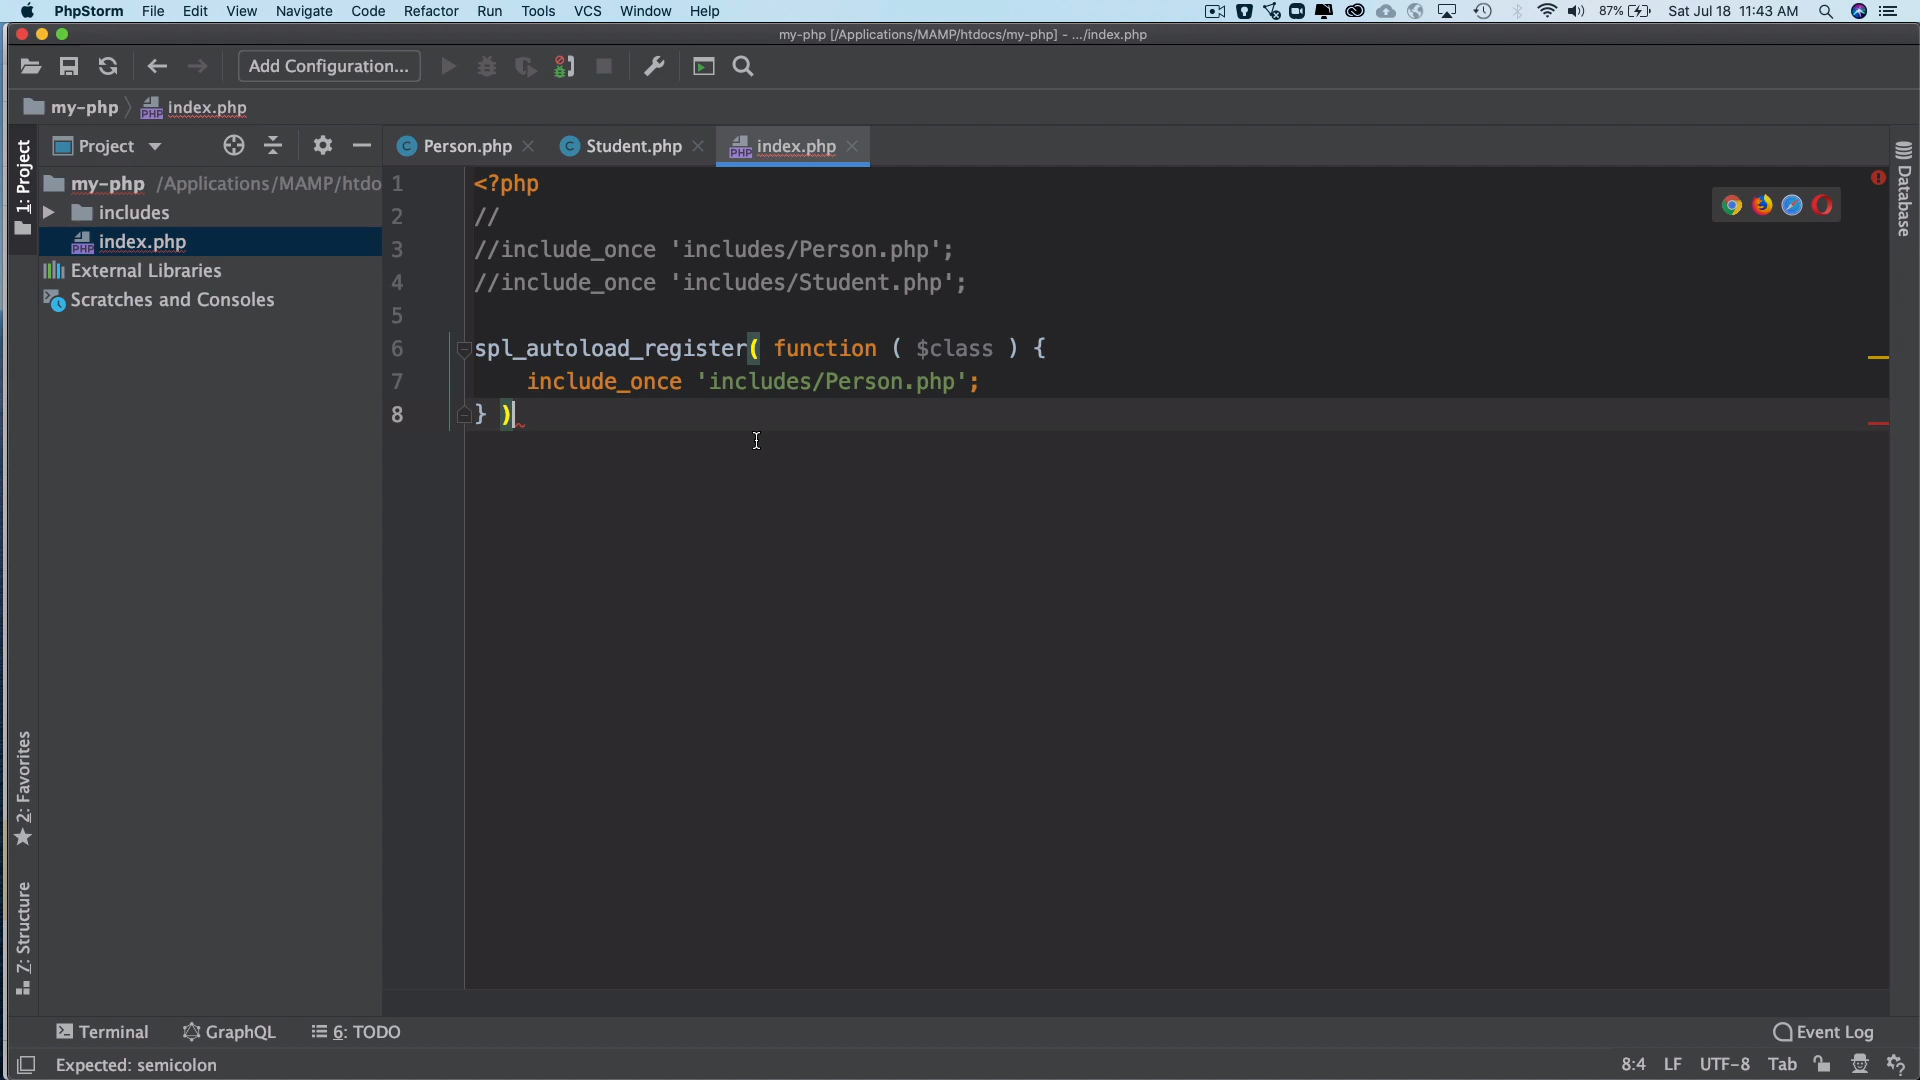 PhpStorm File Edit View Navigate Code Refactor Run Tools VCS Window Help 87% Sat Jul 18 11:43 AM
my-php [/Applications/MAMP/htdocs/my-php] - .../index.php
Add Configuration...
my-php index.php
1: Project
Project
Person.php
Student.php
index.php
my-php /Applications/MAMP/htdo
includes
index.php
External Libraries
Scratches and Consoles
1 <?php
2 //
3 //include_once 'includes/Person.php';
4 //include_once 'includes/Student.php';
5
6 spl_autoload_register( function ( $class ) {
7 include_once 'includes/Person.php';
8 } )
Database
2: Favorites
Z: Structure
Terminal GraphQL 6: TODO Event Log
Expected: semicolon 8:4 LF UTF-8 Tab